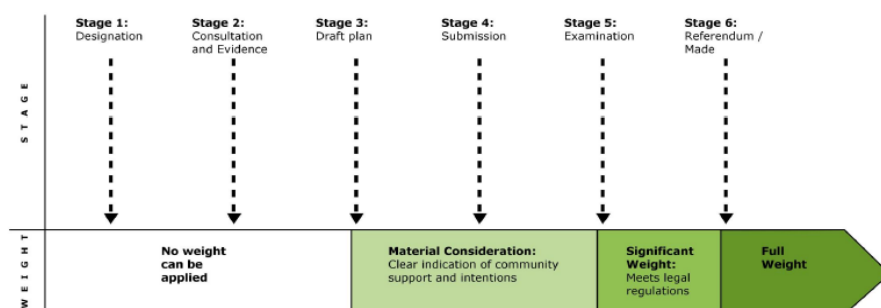 Stage 1:
Designation
Stage 2:
Consultation
and Evidence
Stage 3:
Draft plan
Stage 4:
Submission
Stage 5:
Examination
Stage 6:
Referendum /
Made
STAGE
WEIGHT
No weight
can be
applied
Material Consideration:
Clear indication of community
support and intentions
Significant
Weight:
Meets legal
regulations
Full
Weight